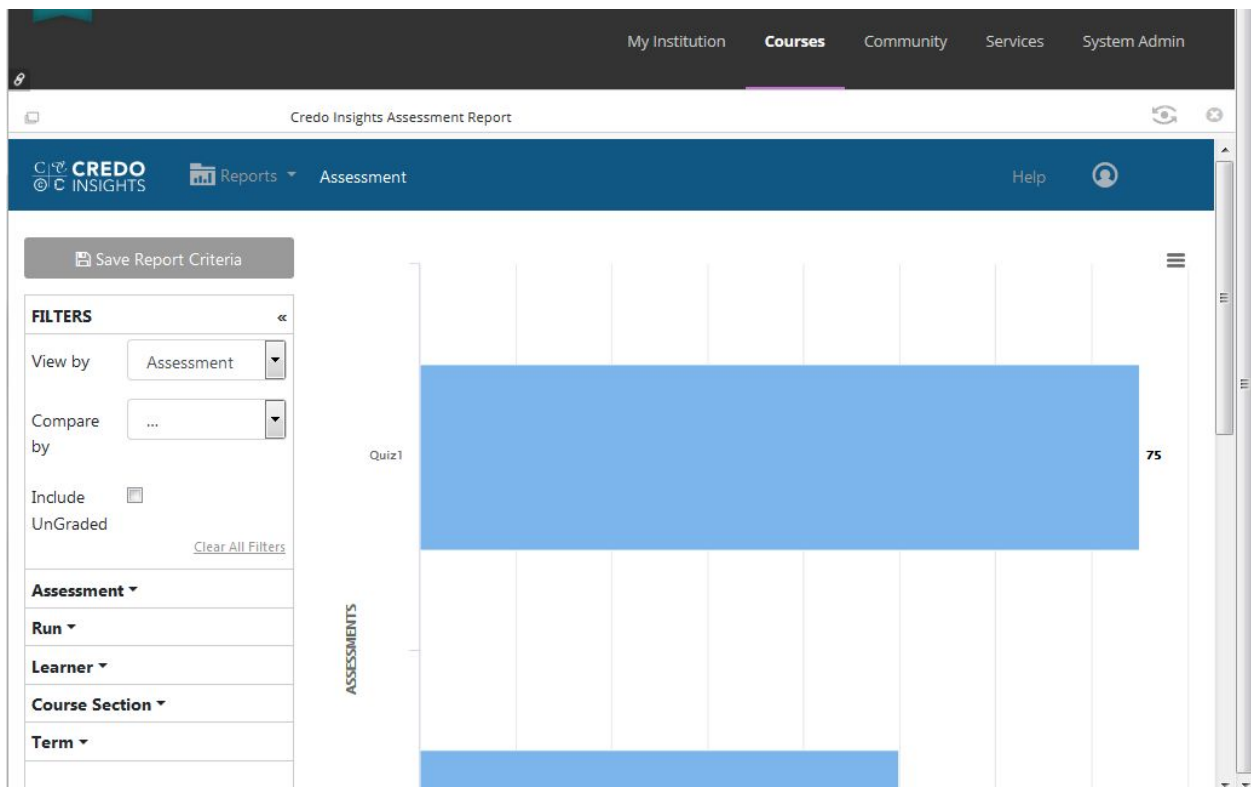 My Institution Courses Community Services System Admin
Credo Insights Assessment Report
CREDO
INSIGHTS
Reports Assessment Help
Save Report Criteria
FILTERS «
View by Assessment
Compare by ...
Include UnGraded
Clear All Filters
Assessment
Run
Learner
Course Section
Term
ASSESSMENTS
Quiz1
75